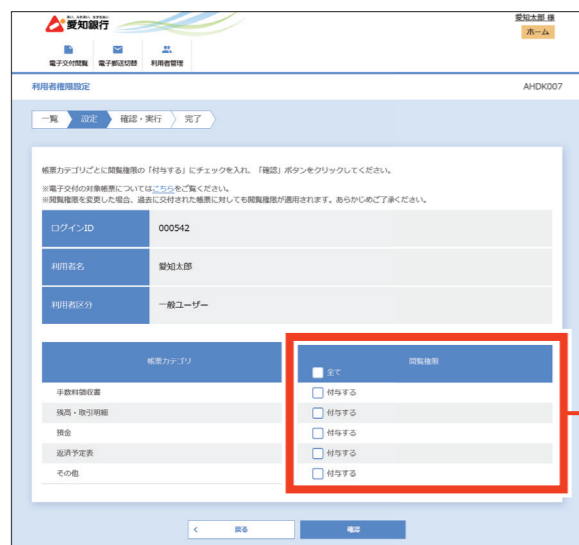 愛知銀行
愛知太郎 様
ホーム
電子交付閲覧 電子郵送切替 利用者管理
利用者権限設定 AHDK007
一覧 設定 確認・実行 完了
帳票カテゴリごとに閲覧権限の「付与する」にチェックを入れ、「確認」ボタンをクリックしてください。
※電子交付の対象帳票についてはこちらをご覧ください。
※閲覧権限を変更した場合、過去に交付された帳票に対しても閲覧権限が適用されます。あらかじめご了承ください。
ログインID 000542
利用者名 愛知太郎
利用者区分 一般ユーザー
帳票カテゴリ 閲覧権限
全て
手数料領収書 付与する
残高・取引明細 付与する
預金 付与する
返済予定表 付与する
その他 付与する
< 戻る 確認